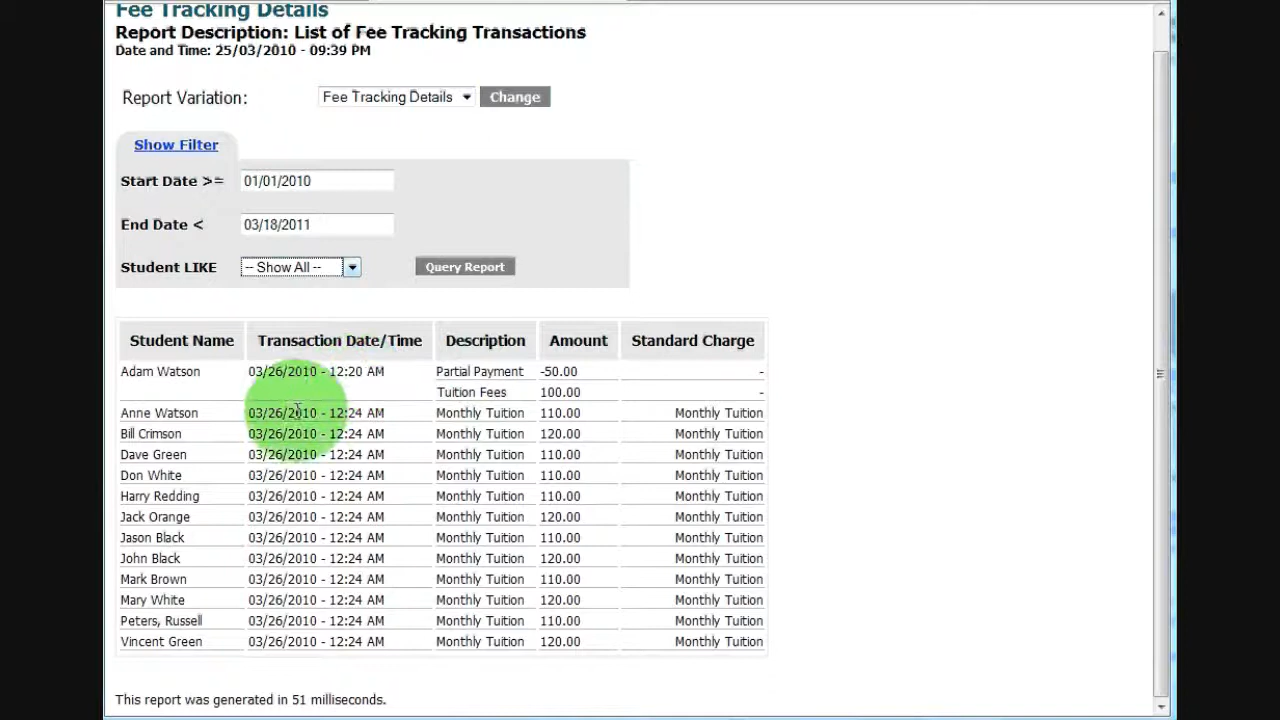 Fee Tracking Details
Report Description: List of Fee Tracking Transactions
Date and Time: 25/03/2010 - 09:39 PM
Report Variation: Fee Tracking Details Change
Show Filter
Start Date >= 01/01/2010
End Date < 03/18/2011
Student LIKE -- Show All -- Query Report
Student Name Transaction Date/Time Description Amount Standard Charge
Adam Watson 03/26/2010 - 12:20 AM Partial Payment -50.00 -
Tuition Fees 100.00 -
Anne Watson 03/26/2010 - 12:24 AM Monthly Tuition 110.00 Monthly Tuition
Bill Crimson 03/26/2010 - 12:24 AM Monthly Tuition 120.00 Monthly Tuition
Dave Green 03/26/2010 - 12:24 AM Monthly Tuition 110.00 Monthly Tuition
Don White 03/26/2010 - 12:24 AM Monthly Tuition 110.00 Monthly Tuition
Harry Redding 03/26/2010 - 12:24 AM Monthly Tuition 110.00 Monthly Tuition
Jack Orange 03/26/2010 - 12:24 AM Monthly Tuition 120.00 Monthly Tuition
Jason Black 03/26/2010 - 12:24 AM Monthly Tuition 110.00 Monthly Tuition
John Black 03/26/2010 - 12:24 AM Monthly Tuition 120.00 Monthly Tuition
Mark Brown 03/26/2010 - 12:24 AM Monthly Tuition 110.00 Monthly Tuition
Mary White 03/26/2010 - 12:24 AM Monthly Tuition 120.00 Monthly Tuition
Peters, Russell 03/26/2010 - 12:24 AM Monthly Tuition 110.00 Monthly Tuition
Vincent Green 03/26/2010 - 12:24 AM Monthly Tuition 120.00 Monthly Tuition
This report was generated in 51 milliseconds.